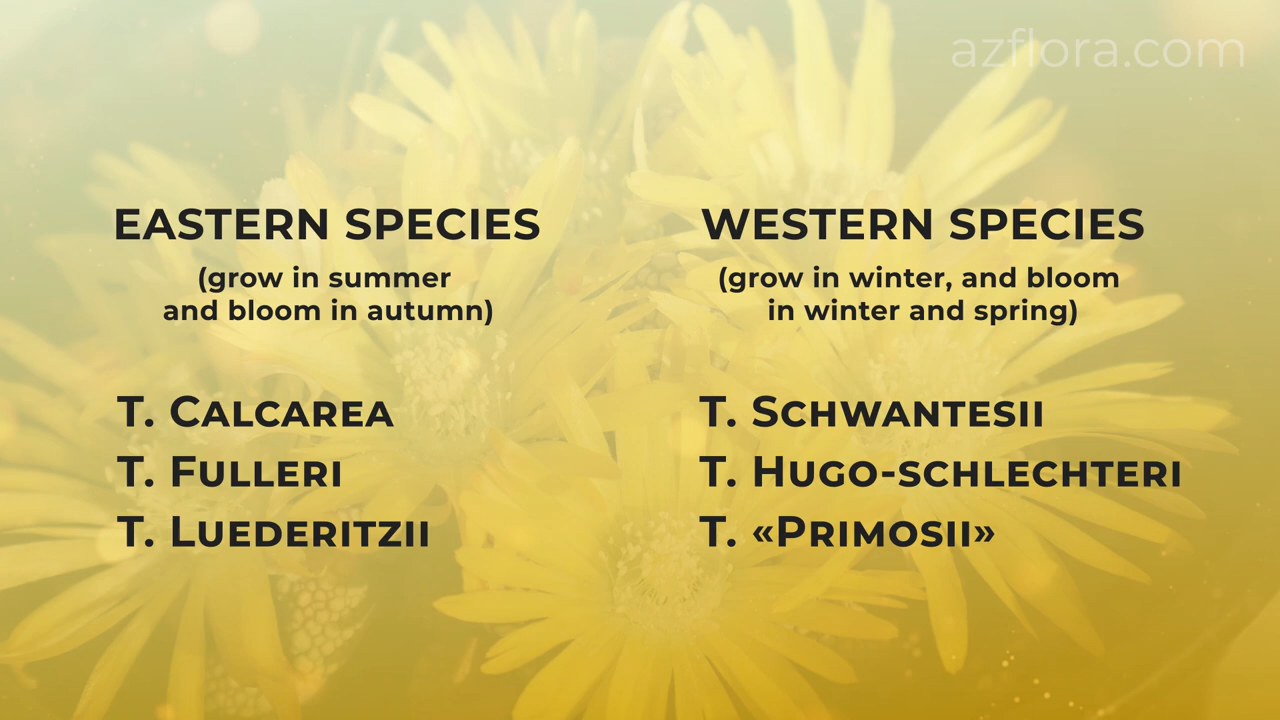 azflora.com
EASTERN SPECIES
(grow in summer
and bloom in autumn)
T. CALCAREA
T. FULLERI
T. LUEDERITZII
WESTERN SPECIES
(grow in winter, and bloom
in winter and spring)
T. SCHWANTESII
T. HUGO-SCHLECHTERI
T. «PRIMOSII»